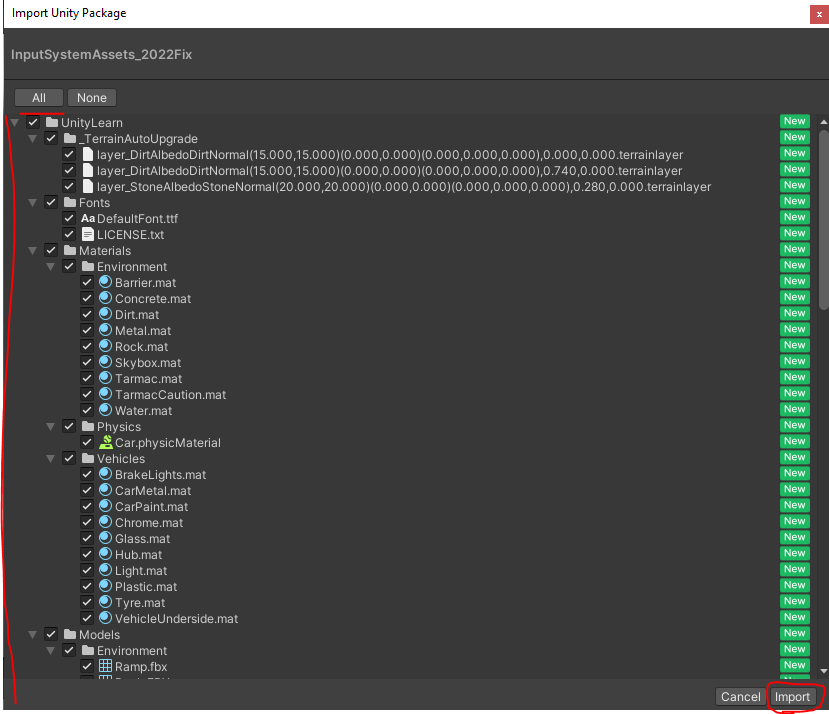 Import Unity Package
x
InputSystemAssets_2022Fix
All None
UnityLearn New
_TerrainAutoUpgrade New
layer_DirtAlbedoDirtNormal(15.000,15.000)(0.000,0.000)(0.000,0.000,0.000),0.000,0.000.terrainlayer New
layer_DirtAlbedoDirtNormal(15.000,15.000)(0.000,0.000)(0.000,0.000,0.000),0.740,0.000.terrainlayer New
layer_StoneAlbedoStoneNormal(20.000,20.000)(0.000,0.000)(0.000,0.000,0.000),0.280,0.000.terrainlayer New
Fonts New
Aa DefaultFont.ttf New
LICENSE.txt New
Materials New
Environment New
Barrier.mat New
Concrete.mat New
Dirt.mat New
Metal.mat New
Rock.mat New
Skybox.mat New
Tarmac.mat New
TarmacCaution.mat New
Water.mat New
Physics New
Car.physicMaterial New
Vehicles New
BrakeLights.mat New
CarMetal.mat New
CarPaint.mat New
Chrome.mat New
Glass.mat New
Hub.mat New
Light.mat New
Plastic.mat New
Tyre.mat New
VehicleUnderside.mat New
Models New
Environment New
Ramp.fbx New
Cancel Import